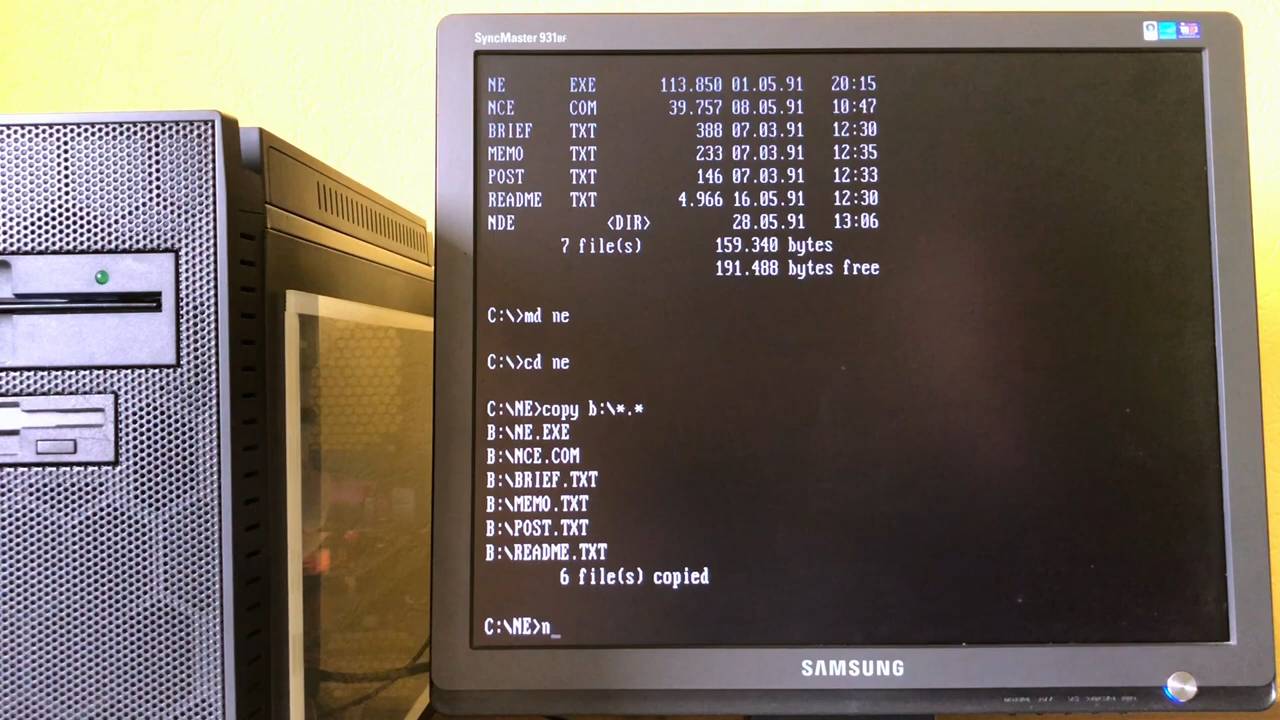 SyncMaster 931BF
NE EXE 113.850 01.05.91 20:15
NCE COM 39.757 08.05.91 10:47
BRIEF TXT 388 07.03.91 12:30
MEMO TXT 233 07.03.91 12:35
POST TXT 146 07.03.91 12:33
README TXT 4.966 16.05.91 12:30
NDE <DIR> 28.05.91 13:06
7 file(s) 159.340 bytes
191.488 bytes free
C:\>md ne
C:\>cd ne
C:\NE>copy b:\*.*
B:\NE.EXE
B:\NCE.COM
B:\BRIEF.TXT
B:\MEMO.TXT
B:\POST.TXT
B:\README.TXT
6 file(s) copied
C:\NE>n_
SAMSUNG